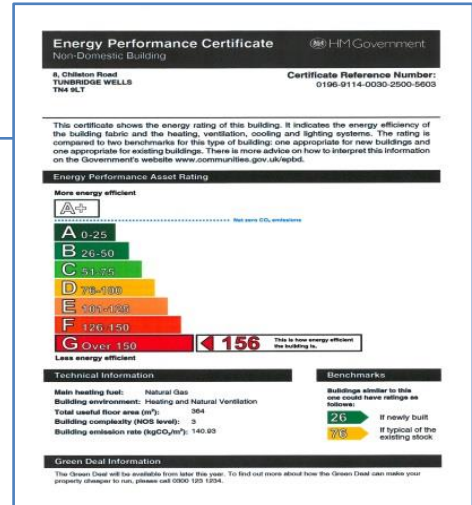 Energy Performance Certificate
HM Government
Non-Domestic Building
8, Chilston Road
TUNBRIDGE WELLS
TN4 9LT
Certificate Reference Number:
0196-9114-0030-2500-5603
This certificate shows the energy rating of this building. It indicates the energy efficiency of
the building fabric and the heating, ventilation, cooling and lighting systems. The rating is
compared to two benchmarks for this type of building: one appropriate for new buildings and
one appropriate for existing buildings. There is more advice on how to interpret this information
on the Government's website www.communities.gov.uk/epbd.
Energy Performance Asset Rating
More energy efficient
A+
Net zero CO₂ emissions
A 0-25
B 26-50
C 51-75
D 76-100
E 101-125
F 126-150
G Over 150
156
This is how energy efficient
the building is.
Less energy efficient
Technical Information
Main heating fuel: Natural Gas
Building environment: Heating and Natural Ventilation
Total useful floor area (m²): 364
Building complexity (NOS level): 3
Building emission rate (kgCO₂/m²): 140.93
Benchmarks
Buildings similar to this
one could have ratings as
follows:
26 If newly built
76 If typical of the
existing stock
Green Deal Information
The Green Deal will be available from later this year. To find out more about how the Green Deal can make your
property cheaper to run, please call 0300 123 1234.